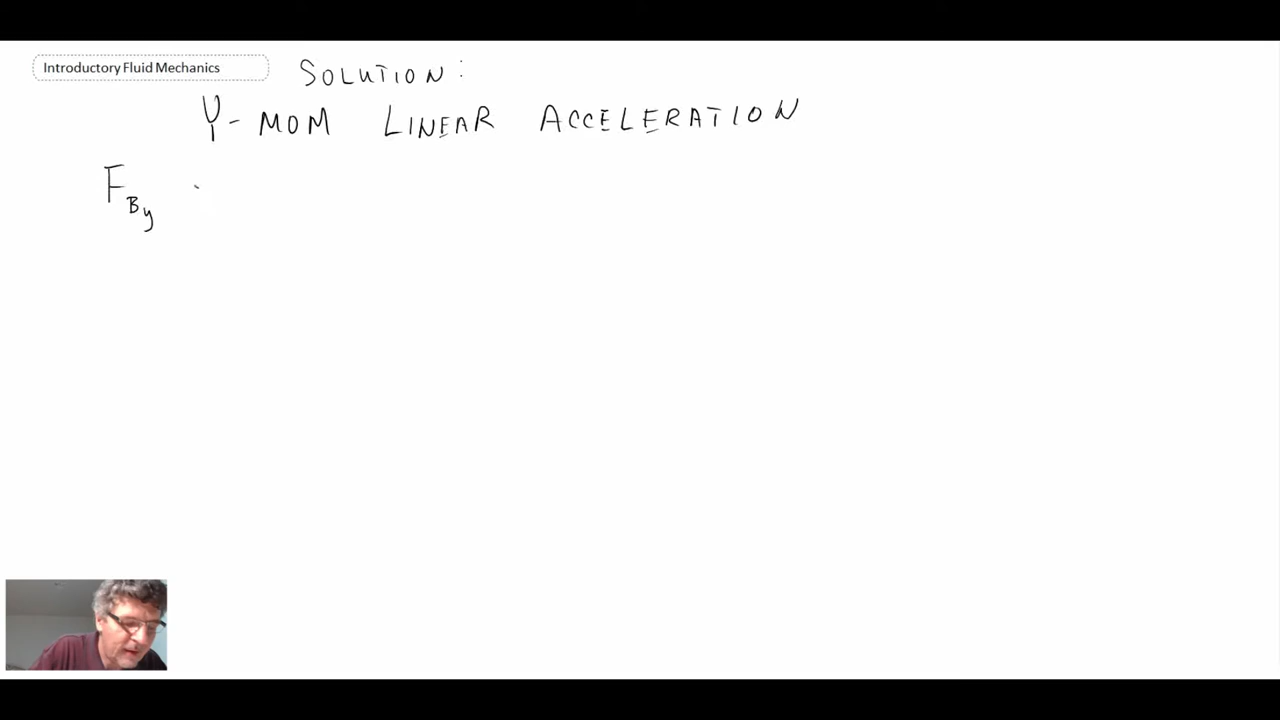 Introductory Fluid Mechanics
SOLUTION:
Y-MOM LINEAR ACCELERATION
F_By